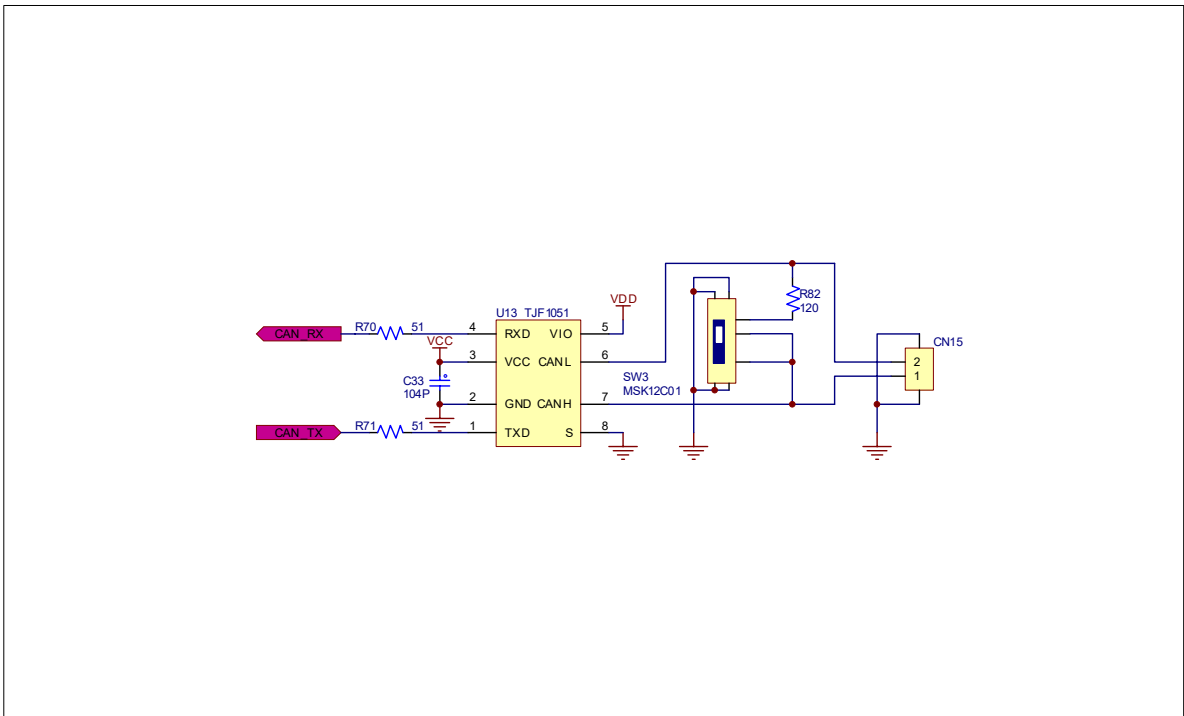 U13 TJF1051
CAN_RX
R70 51
4 RXD VIO 5
VDD
VCC
3 VCC CANL 6
C33
104P
2 GND CANH 7
CAN_TX
R71 51
1 TXD S 8
SW3
MSK12C01
R82
120
CN15
2
1